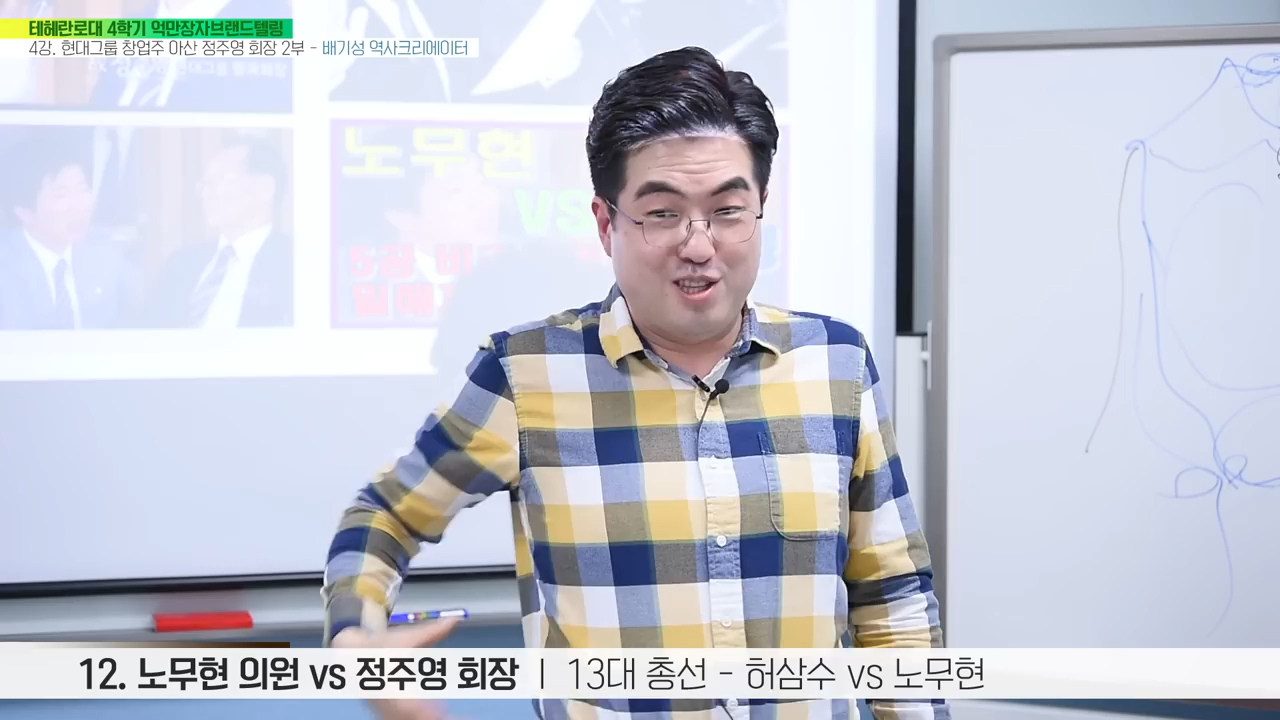 테헤란로대 4학기 억만장자브랜드텔링
4강. 현대그룹 창업주 아산 정주영 회장 2부 - 배기성 역사크리에이터
노무현
VS
12. 노무현 의원 vs 정주영 회장 | 13대 총선 - 허삼수 vs 노무현